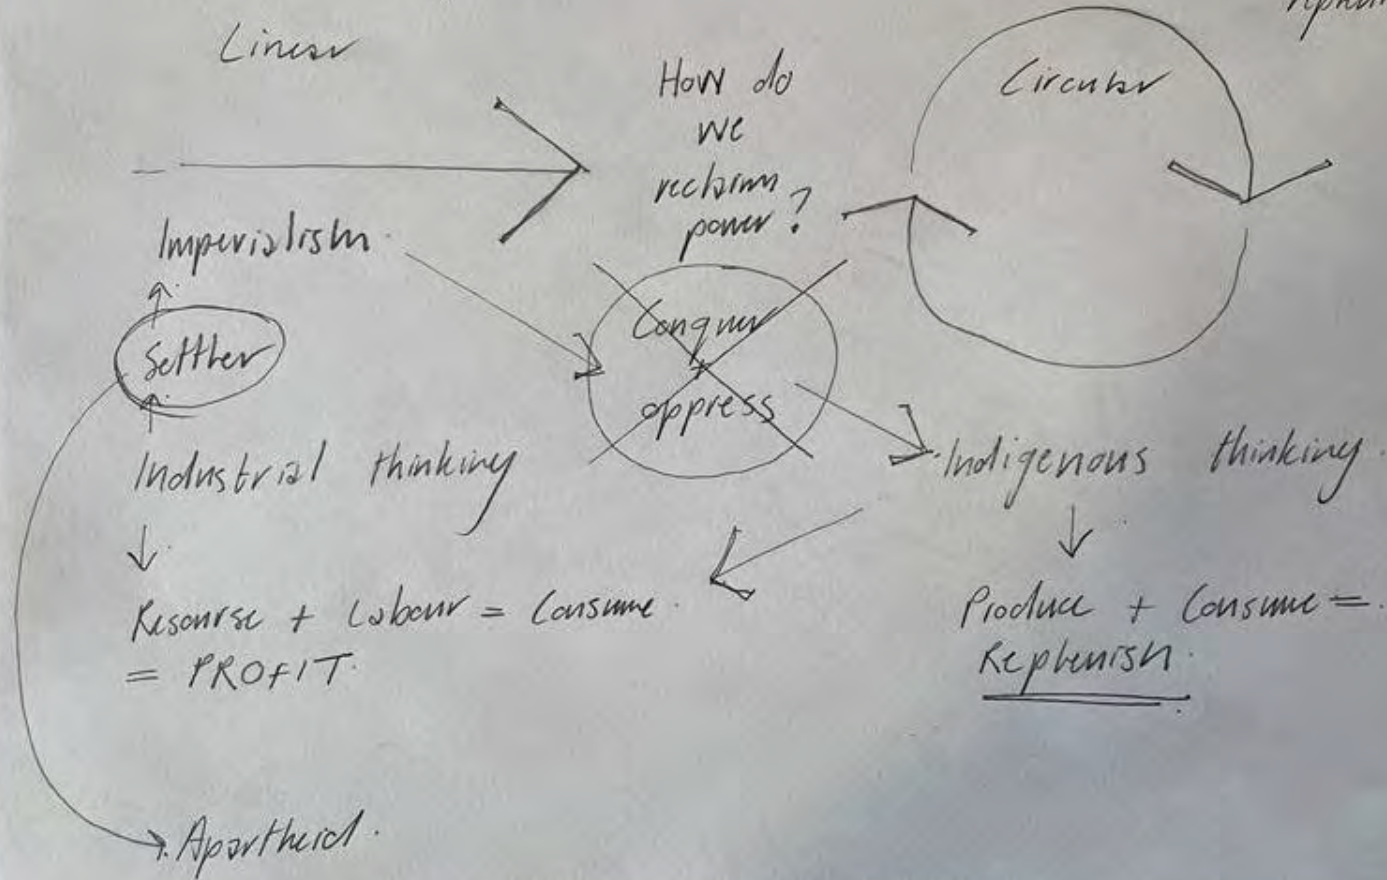 Linear
How do
we
reclaim
power?
Circular
Imperialism.
Settler
Conquer
+
oppress
Industrial thinking
Indigenous thinking.
Resourse + Labour = Consume.
= PROFIT.
Produce + Consume =.
Replenish.
Apartheid.